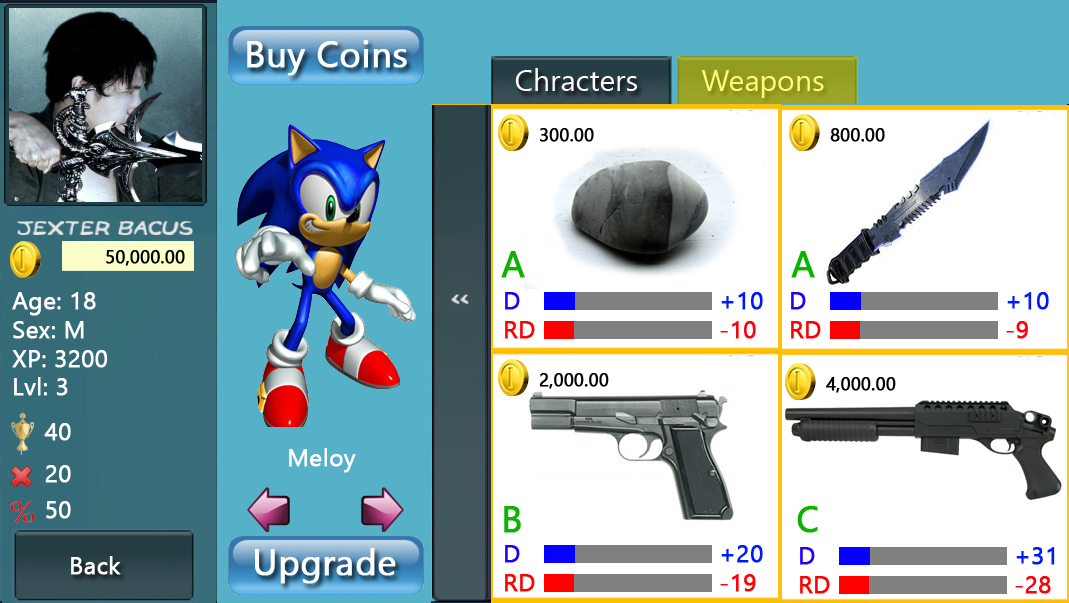 JEXTER BACUS
50,000.00
Age: 18
Sex: M
XP: 3200
Lvl: 3
40
20
% 50
Back
Buy Coins
Meloy
Upgrade
<<
Chracters
Weapons
300.00
A
D +10
RD -10
800.00
A
D +10
RD -9
2,000.00
B
D +20
RD -19
4,000.00
C
D +31
RD -28